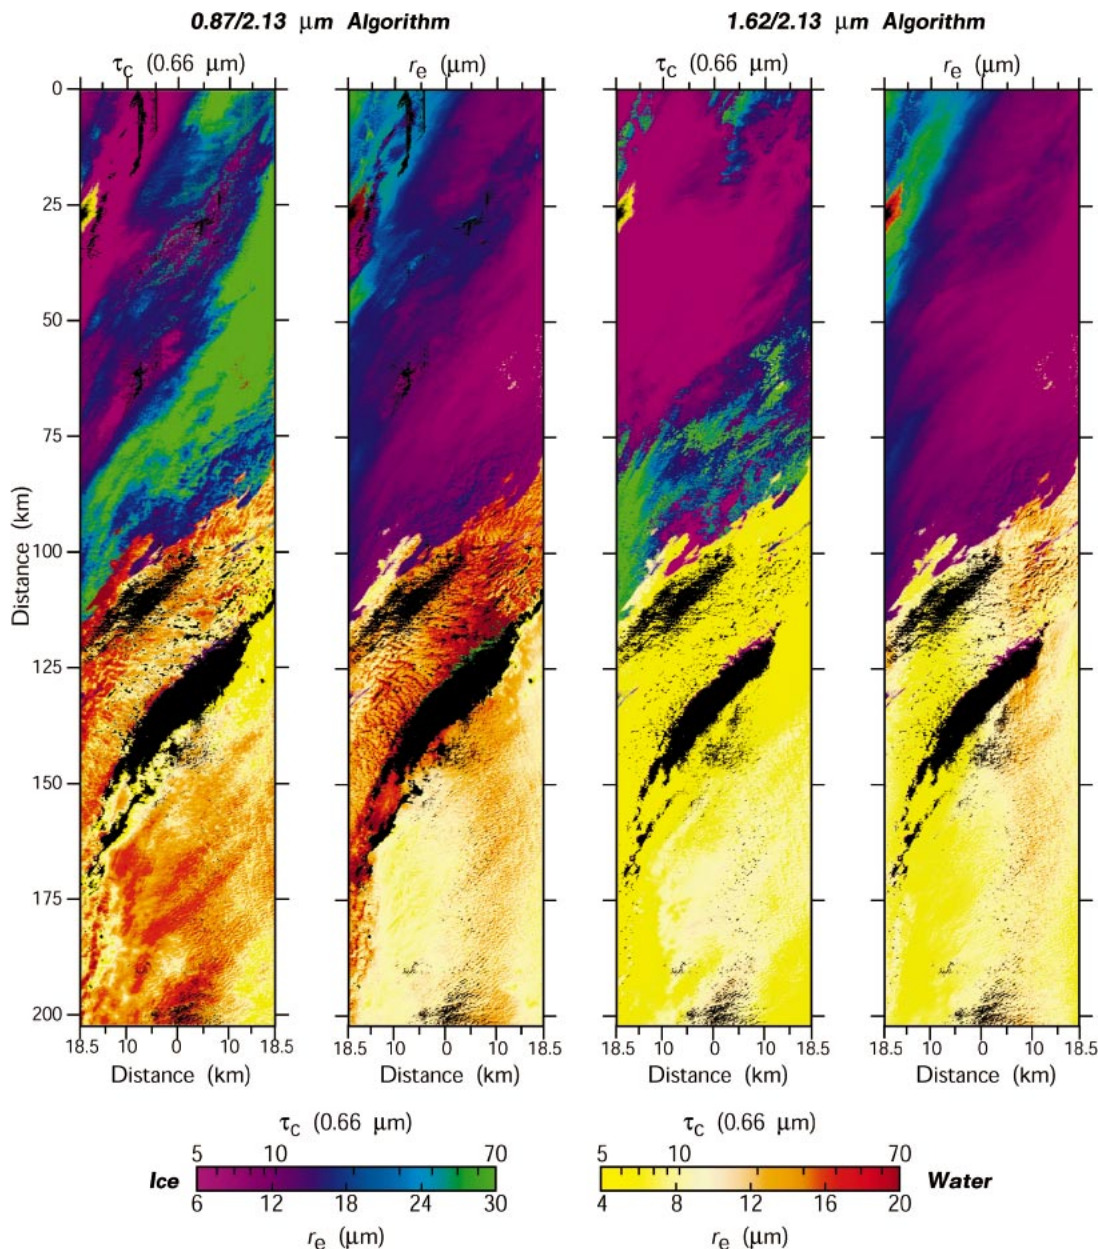 0.87/2.13 μm Algorithm 1.62/2.13 μm Algorithm
τc (0.66 μm) re (μm) τc (0.66 μm) re (μm)
0
25
50
75
100
125
150
175
200
Distance (km)
18.5 10 0 10 18.5 18.5 10 0 10 18.5 18.5 10 0 10 18.5 18.5 10 0 10 18.5
Distance (km) Distance (km) Distance (km) Distance (km)
τc (0.66 μm) τc (0.66 μm)
5 10 70 5 10 70
Ice Water
6 12 18 24 30 4 8 12 16 20
re (μm) re (μm)